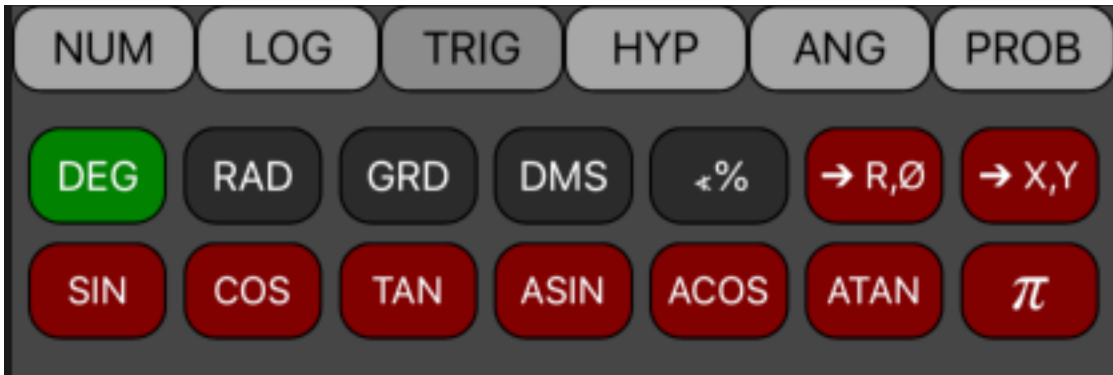 NUM LOG TRIG HYP ANG PROB
DEG RAD GRD DMS ∢% → R,Ø → X,Y
SIN COS TAN ASIN ACOS ATAN π